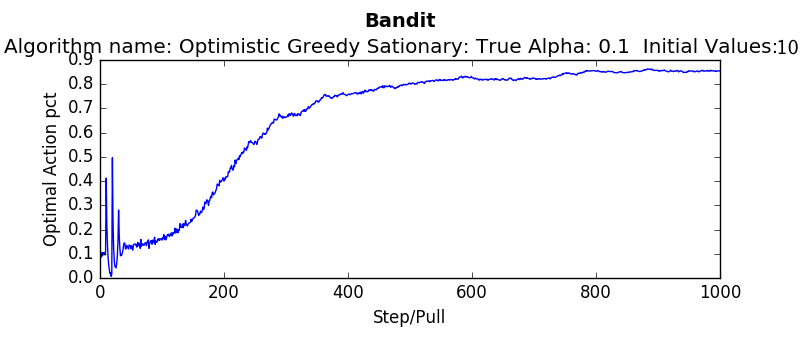 Bandit
Algorithm name: Optimistic Greedy Sationary: True Alpha: 0.1 Initial Values:10
0.9
0.8
0.7
0.6
0.5
0.4
0.3
0.2
0.1
0.0
Optimal Action pct
0 200 400 600 800 1000
Step/Pull